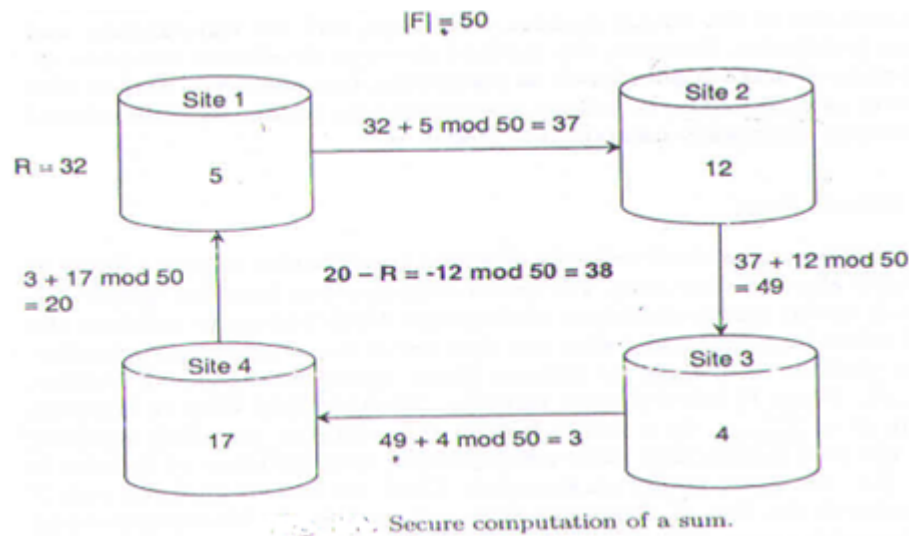 |F| = 50
Site 1
Site 2
32 + 5 mod 50 = 37
R = 32
5
12
3 + 17 mod 50
= 20
20 – R = -12 mod 50 = 38
37 + 12 mod 50
= 49
Site 4
Site 3
17
49 + 4 mod 50 = 3
4
Secure computation of a sum.